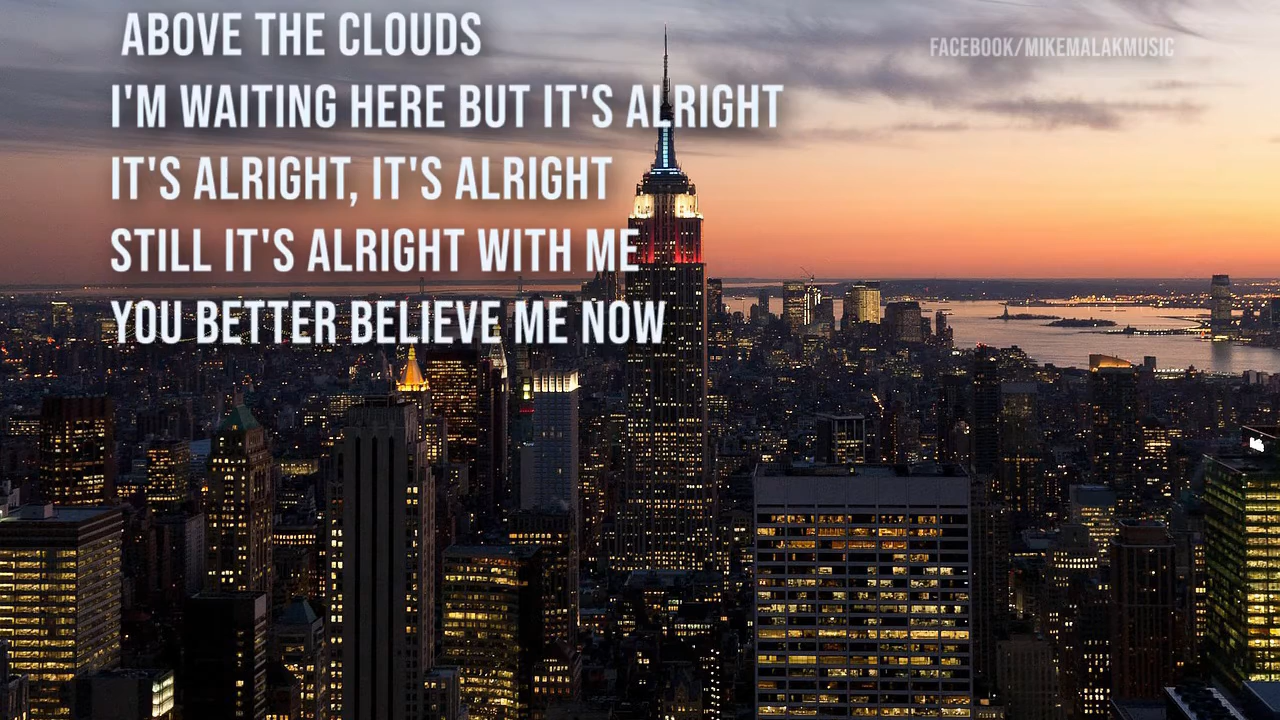 ABOVE THE CLOUDS
FACEBOOK/MIKEMALAKMUSIC
I'M WAITING HERE BUT IT'S ALRIGHT
IT'S ALRIGHT, IT'S ALRIGHT
STILL IT'S ALRIGHT WITH ME
YOU BETTER BELIEVE ME NOW